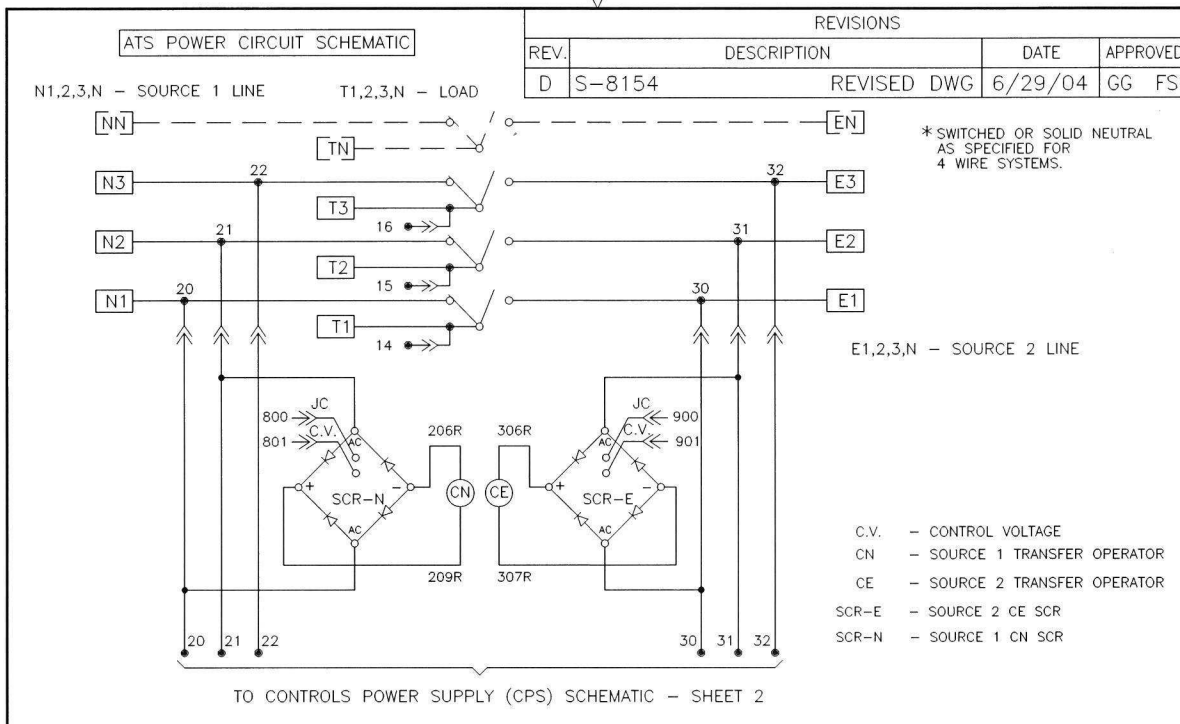 ATS POWER CIRCUIT SCHEMATIC
REVISIONS
REV. DESCRIPTION DATE APPROVED
D S-8154 REVISED DWG 6/29/04 GG FS
N1,2,3,N – SOURCE 1 LINE T1,2,3,N – LOAD
NN EN
* SWITCHED OR SOLID NEUTRAL
AS SPECIFIED FOR
4 WIRE SYSTEMS.
TN
N3 22 32 E3
T3
16
N2 21 31 E2
T2
15
N1 20 30 E1
T1
14
E1,2,3,N – SOURCE 2 LINE
800 JC JC 900
801 C.V. C.V. 901
AC AC
206R 306R
+ SCR-N - CN CE + SCR-E -
AC AC
209R 307R
C.V. – CONTROL VOLTAGE
CN – SOURCE 1 TRANSFER OPERATOR
CE – SOURCE 2 TRANSFER OPERATOR
SCR-E – SOURCE 2 CE SCR
SCR-N – SOURCE 1 CN SCR
20 21 22 30 31 32
TO CONTROLS POWER SUPPLY (CPS) SCHEMATIC – SHEET 2